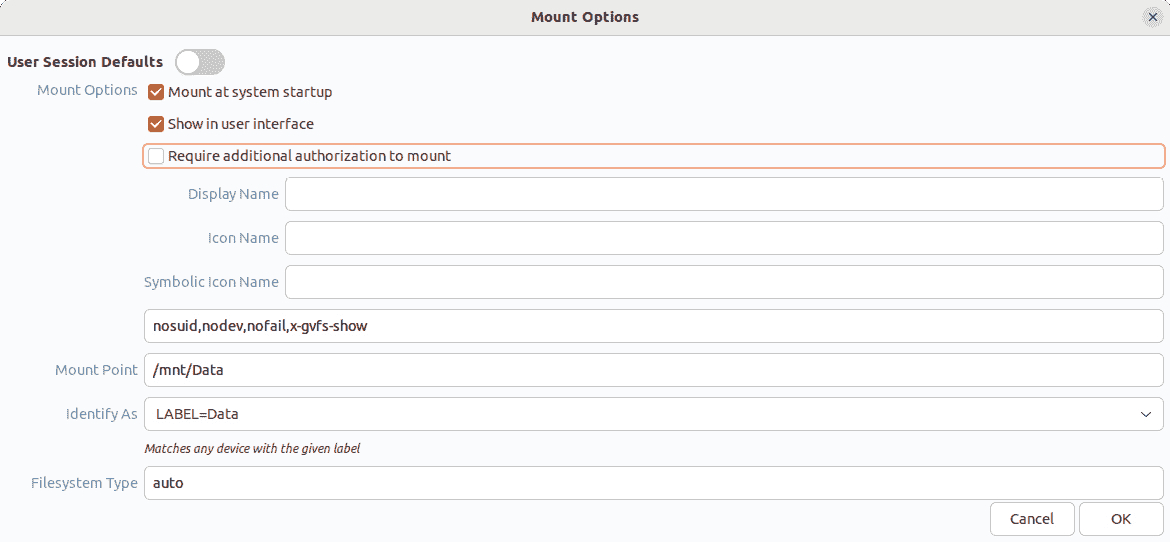 Mount Options
User Session Defaults
Mount Options
Mount at system startup
Show in user interface
Require additional authorization to mount
Display Name
Icon Name
Symbolic Icon Name
nosuid,nodev,nofail,x-gvfs-show
Mount Point
/mnt/Data
Identify As
LABEL=Data
Matches any device with the given label
Filesystem Type
auto
Cancel
OK